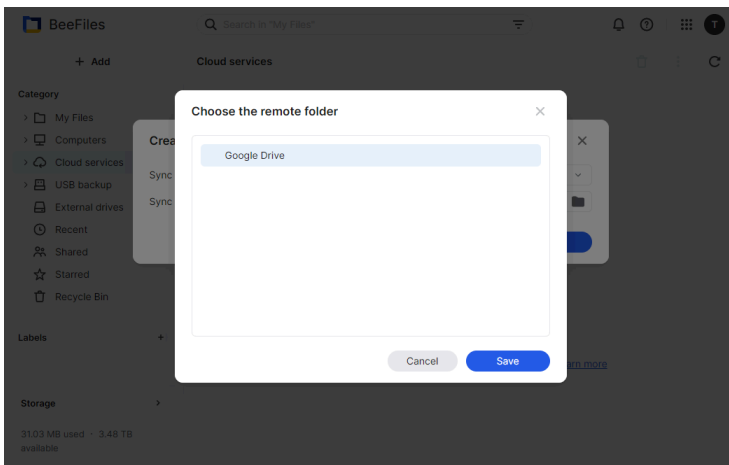 BeeFiles
Search in "My Files"
T
+ Add
Cloud services
Category
My Files
Computers
Cloud services
USB backup
External drives
Recent
Shared
Starred
Recycle Bin
Labels +
Storage
31.03 MB used - 3.48 TB
available
Crea
Sync
Sync
arn more
Choose the remote folder
Google Drive
Cancel
Save